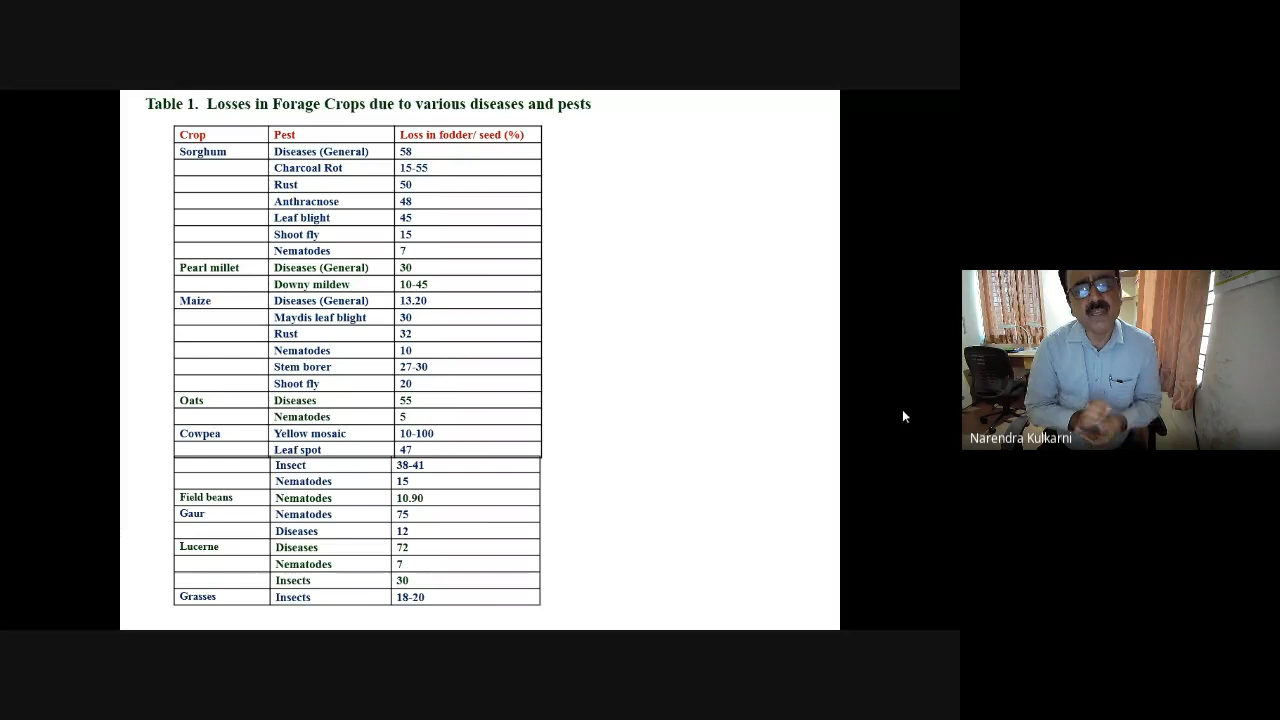 Table 1. Losses in Forage Crops due to various diseases and pests
Crop Pest Loss in fodder/ seed (%)
Sorghum Diseases (General) 58
Charcoal Rot 15-55
Rust 50
Anthracnose 48
Leaf blight 45
Shoot fly 15
Nematodes 7
Pearl millet Diseases (General) 30
Downy mildew 10-45
Maize Diseases (General) 13.20
Maydis leaf blight 30
Rust 32
Nematodes 10
Stem borer 27-30
Shoot fly 20
Oats Diseases 55
Nematodes 5
Cowpea Yellow mosaic 10-100
Leaf spot 47
Insect 38-41
Nematodes 15
Field beans Nematodes 10.90
Gaur Nematodes 75
Diseases 12
Lucerne Diseases 72
Nematodes 7
Insects 30
Grasses Insects 18-20
Narendra Kulkarni